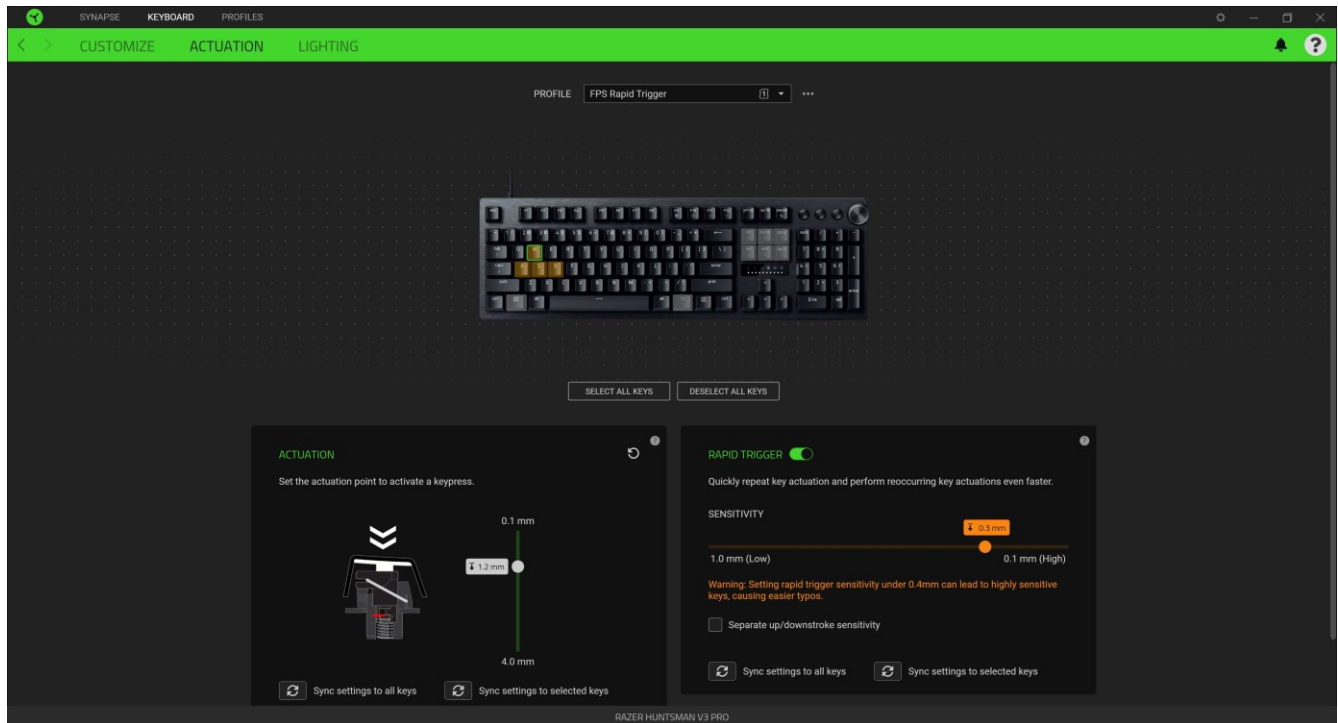 SYNAPSE KEYBOARD PROFILES
CUSTOMIZE ACTUATION LIGHTING
?
PROFILE FPS Rapid Trigger 1
SELECT ALL KEYS DESELECT ALL KEYS
ACTUATION
?
Set the actuation point to activate a keypress.
0.1 mm
1.2 mm
4.0 mm
Sync settings to all keys Sync settings to selected keys
RAPID TRIGGER
?
Quickly repeat key actuation and perform reoccurring key actuations even faster.
SENSITIVITY
0.3 mm
1.0 mm (Low) 0.1 mm (High)
Warning: Setting rapid trigger sensitivity under 0.4mm can lead to highly sensitive
keys, causing easier typos.
Separate up/downstroke sensitivity
Sync settings to all keys Sync settings to selected keys
RAZER HUNTSMAN V3 PRO